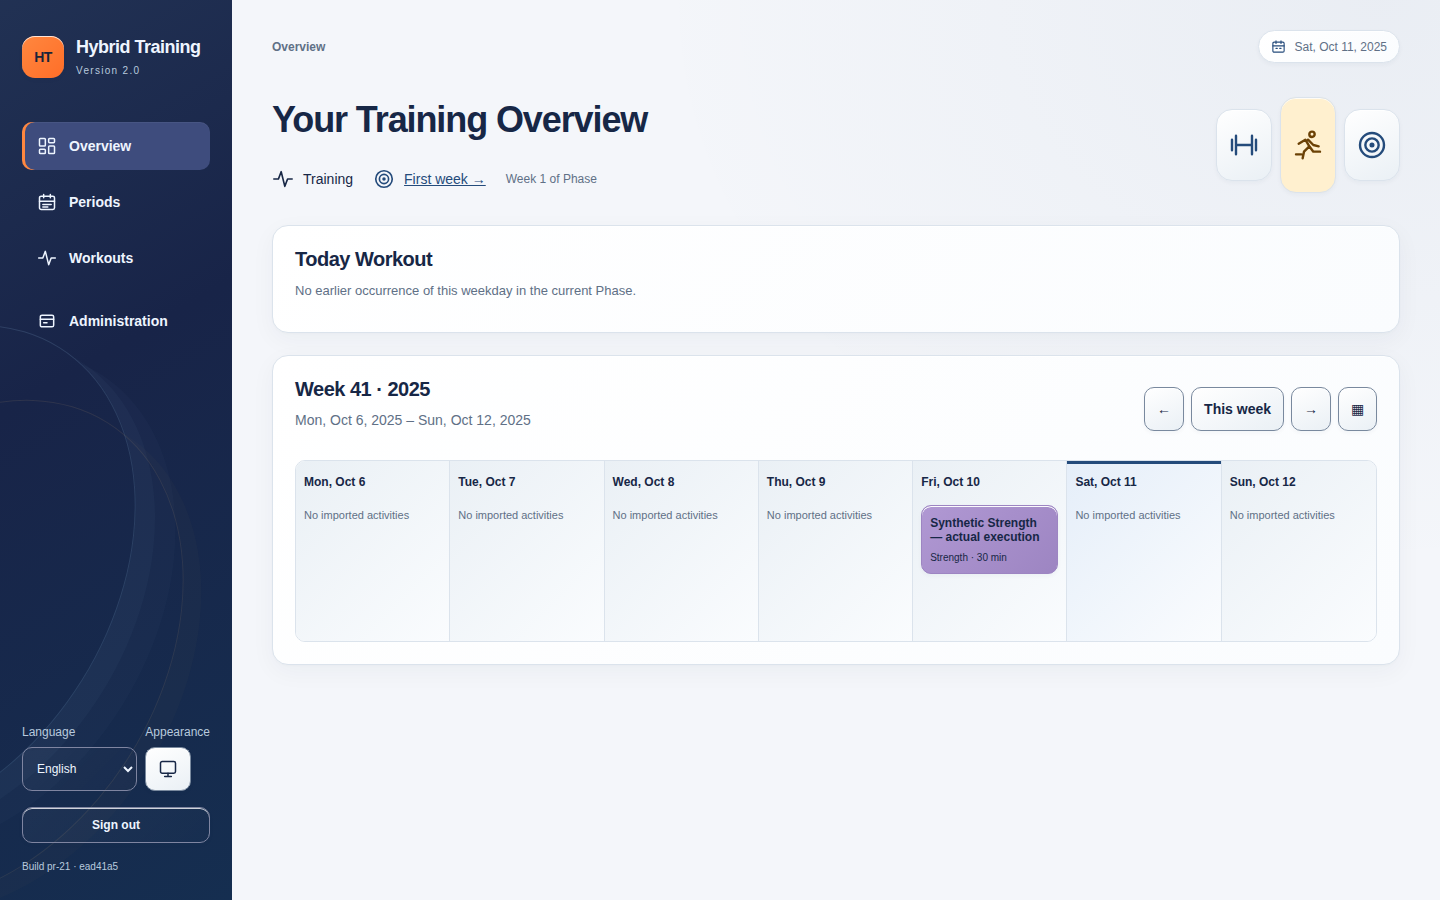 HT
Hybrid Training
Version 2.0
Overview
Periods
Workouts
Administration
Language
Appearance
English
Sign out
Build pr-21 · ead41a5
Overview
Sat, Oct 11, 2025
Your Training Overview
Training
First week →
Week 1 of Phase
Today Workout
No earlier occurrence of this weekday in the current Phase.
Week 41 · 2025
Mon, Oct 6, 2025 – Sun, Oct 12, 2025
←
This week
→
Mon, Oct 6
No imported activities
Tue, Oct 7
No imported activities
Wed, Oct 8
No imported activities
Thu, Oct 9
No imported activities
Fri, Oct 10
Synthetic Strength
— actual execution
Strength · 30 min
Sat, Oct 11
No imported activities
Sun, Oct 12
No imported activities